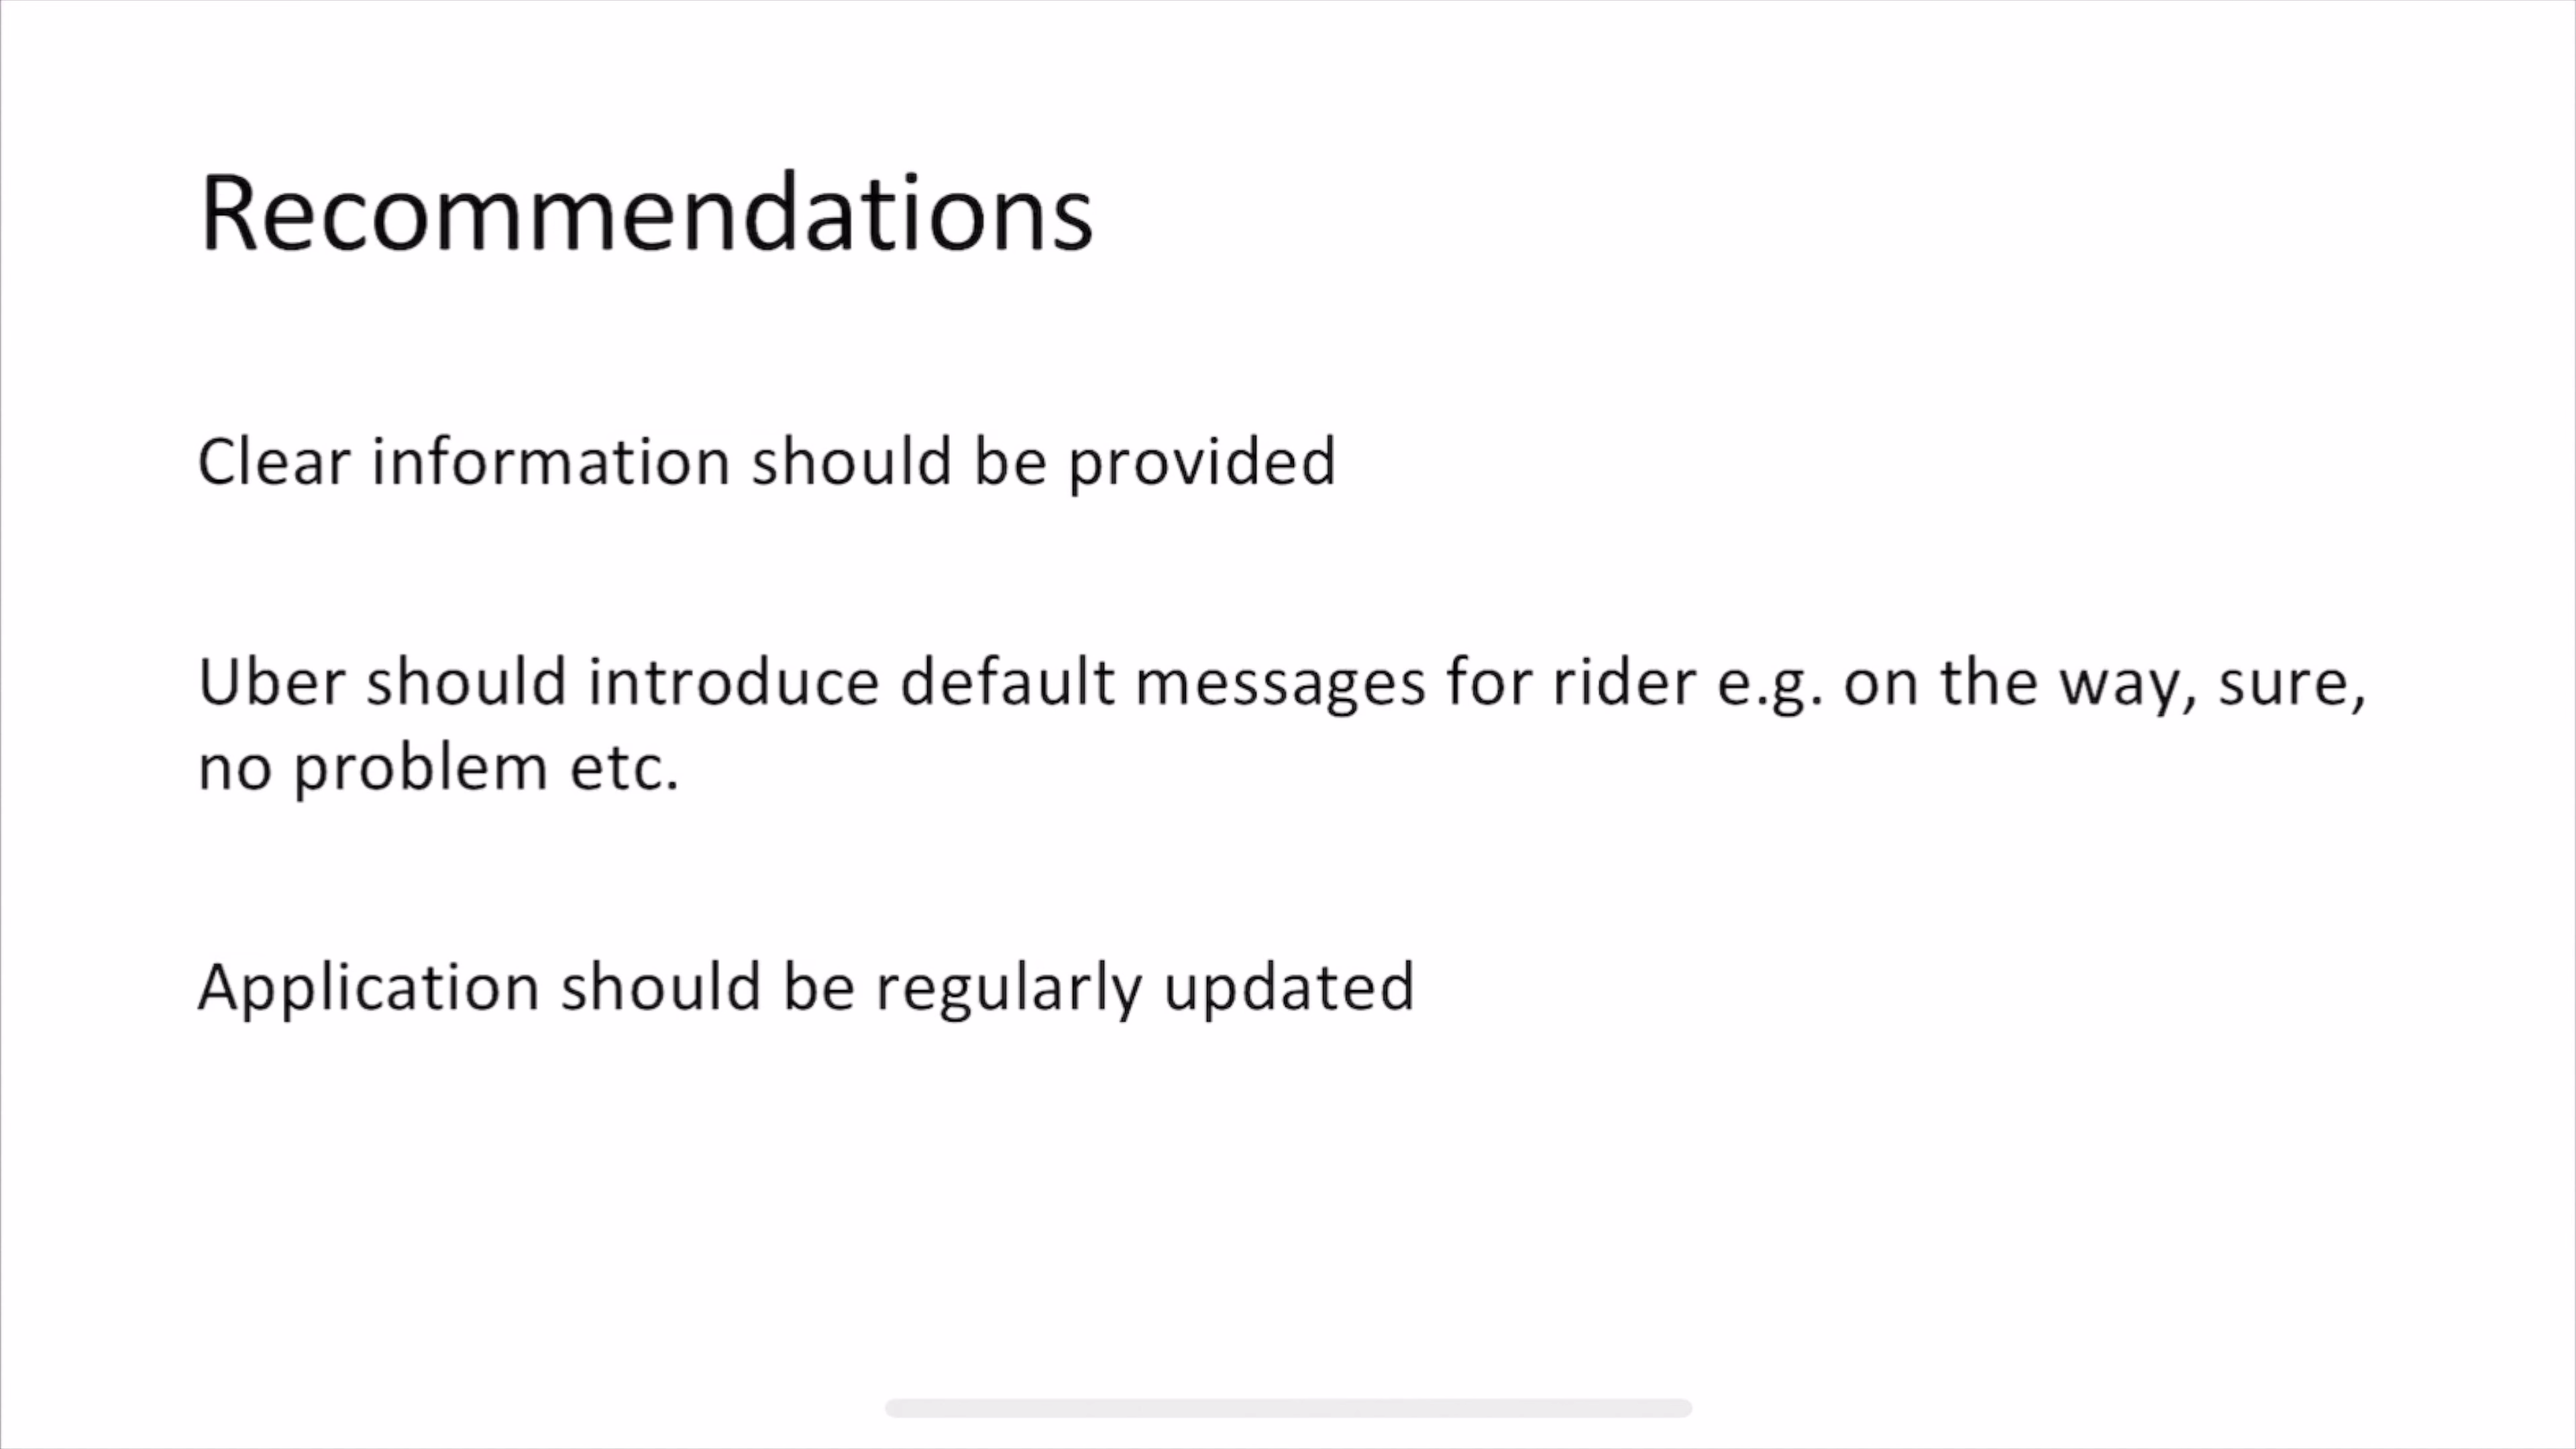 Recommendations
Clear information should be provided
Uber should introduce default messages for rider e.g. on the way, sure,
no problem etc.
Application should be regularly updated